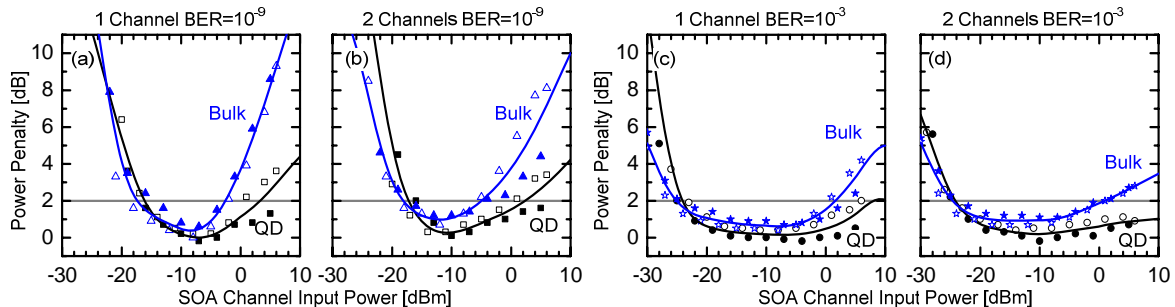 1 Channel BER=10⁻⁹
2 Channels BER=10⁻⁹
1 Channel BER=10⁻³
2 Channels BER=10⁻³
Power Penalty [dB]
10
8
6
4
2
0
(a)
Bulk
QD
-30 -20 -10 0 10
(b)
Bulk
QD
-30 -20 -10 0 10
SOA Channel Input Power [dBm]
Power Penalty [dB]
10
8
6
4
2
0
(c)
Bulk
QD
-30 -20 -10 0 10
(d)
Bulk
QD
-30 -20 -10 0 10
SOA Channel Input Power [dBm]